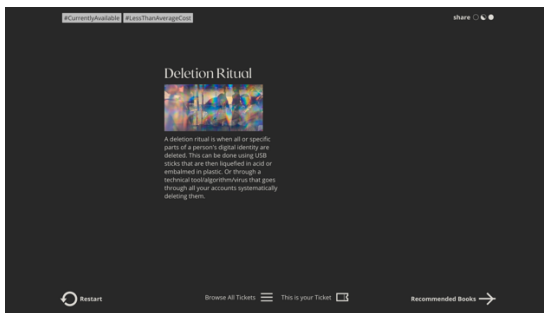 #CurrentlyAvailable #LessThanAverageCost
share
Deletion Ritual
A deletion ritual is when all or specific
parts of a person's digital identity are
deleted. This can be done using USB
sticks that are then liquefied in acid or
embalmed in plastic. Or through a
technical tool/algorithm/virus that goes
through all your accounts systematically
deleting them.
Restart
Browse All Tickets
This is your Ticket
Recommended Books